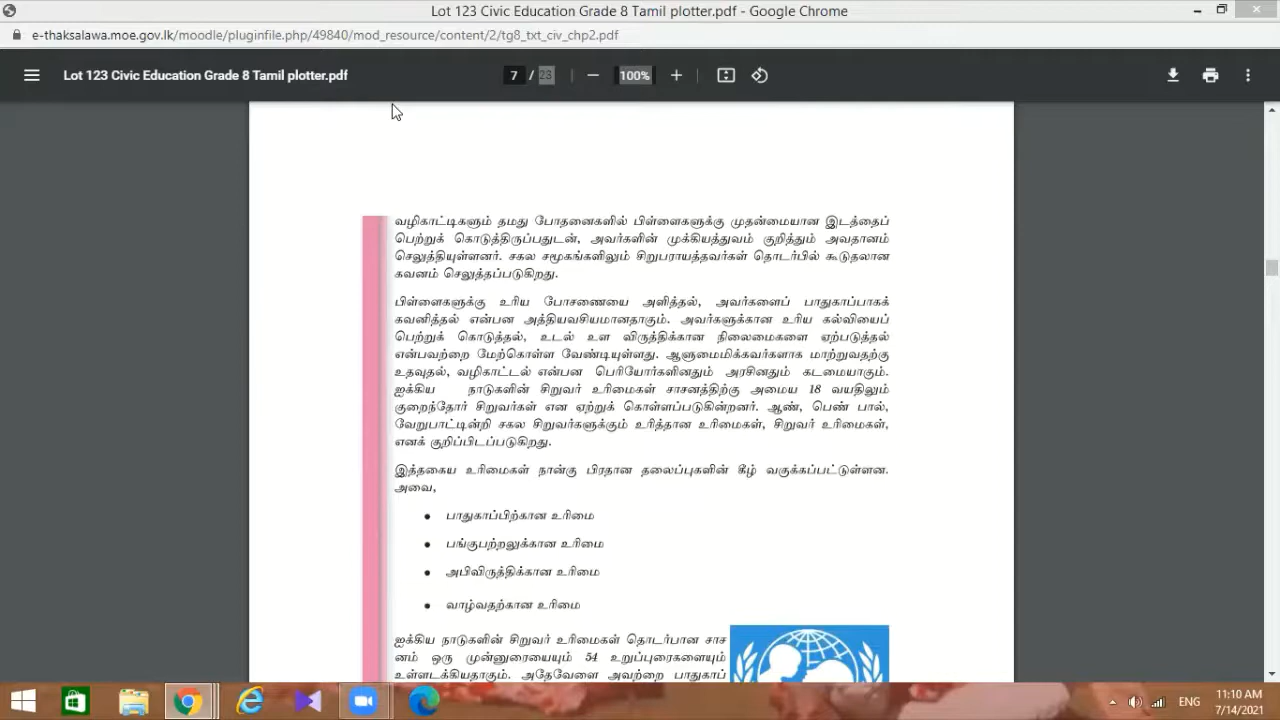 Lot 123 Civic Education Grade 8 Tamil plotter.pdf - Google Chrome
e-thaksalawa.moe.gov.lk/moodle/pluginfile.php/49840/mod_resource/content/2/tg8_txt_civ_chp2.pdf
Lot 123 Civic Education Grade 8 Tamil plotter.pdf 7 / 23 — 100% +
வழிகாட்டிகளும் தமது போதனைகளில் பிள்ளைகளுக்கு முதன்மையான இடத்தைப்
பெற்றுக் கொடுத்திருப்பதுடன், அவர்களின் முக்கியத்துவம் குறித்தும் அவதானம்
செலுத்தியுள்ளனர். சகல சமூகங்களிலும் சிறுபராயத்தவர்கள் தொடர்பில் கூடுதலான
கவனம் செலுத்தப்படுகிறது.
பிள்ளைகளுக்கு உரிய போசணையை அளித்தல், அவர்களைப் பாதுகாப்பாகக்
கவனித்தல் என்பன அத்தியவசியமானதாகும். அவர்களுக்கான உரிய கல்வியைப்
பெற்றுக் கொடுத்தல், உடல் உள விருத்திக்கான நிலைமைகளை ஏற்படுத்தல்
என்பவற்றை மேற்கொள்ள வேண்டியுள்ளது. ஆளுமைமிக்கவர்களாக மாற்றுவதற்கு
உதவுதல், வழிகாட்டல் என்பன பெரியோர்களினதும் அரசினதும் கடமையாகும்.
ஐக்கிய நாடுகளின் சிறுவர் உரிமைகள் சாசனத்திற்கு அமைய 18 வயதிலும்
குறைந்தோர் சிறுவர்கள் என ஏற்றுக் கொள்ளப்படுகின்றனர். ஆண், பெண் பால்,
வேறுபாட்டின்றி சகல சிறுவர்களுக்கும் உரித்தான உரிமைகள், சிறுவர் உரிமைகள்,
எனக் குறிப்பிடப்படுகிறது.
இத்தகைய உரிமைகள் நான்கு பிரதான தலைப்புகளின் கீழ் வகுக்கப்பட்டுள்ளன.
அவை,
• பாதுகாப்பிற்கான உரிமை
• பங்குபற்றலுக்கான உரிமை
• அபிவிருத்திக்கான உரிமை
• வாழ்வதற்கான உரிமை
ஐக்கிய நாடுகளின் சிறுவர் உரிமைகள் தொடர்பான சாச
னம் ஒரு முன்னுரையையும் 54 உறுப்புரைகளையும்
உள்ளடக்கியதாகும். அதேவேளை அவற்றை பாதுகாப்
ENG
11:10 AM
7/14/2021